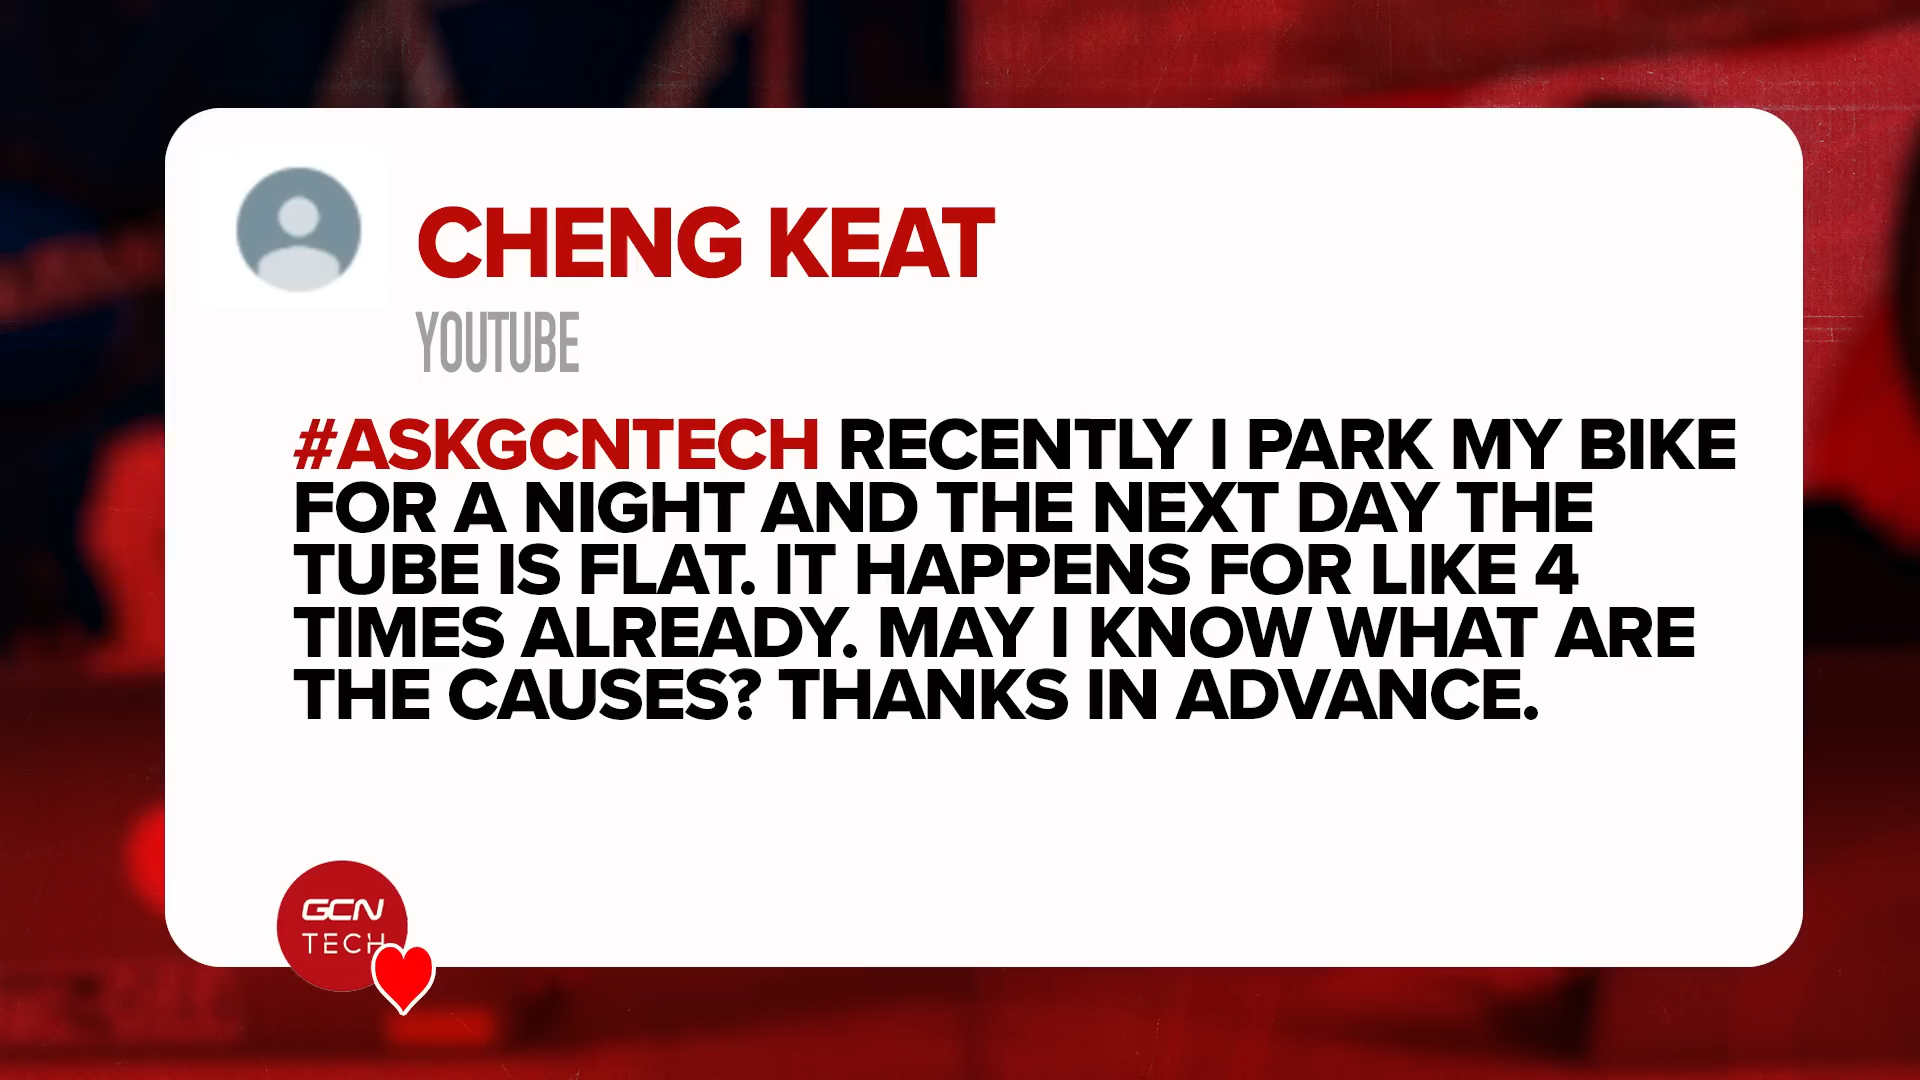 CHENG KEAT
YOUTUBE
#ASKGCNTECH RECENTLY I PARK MY BIKE
FOR A NIGHT AND THE NEXT DAY THE
TUBE IS FLAT. IT HAPPENS FOR LIKE 4
TIMES ALREADY. MAY I KNOW WHAT ARE
THE CAUSES? THANKS IN ADVANCE.
GCN
TECH